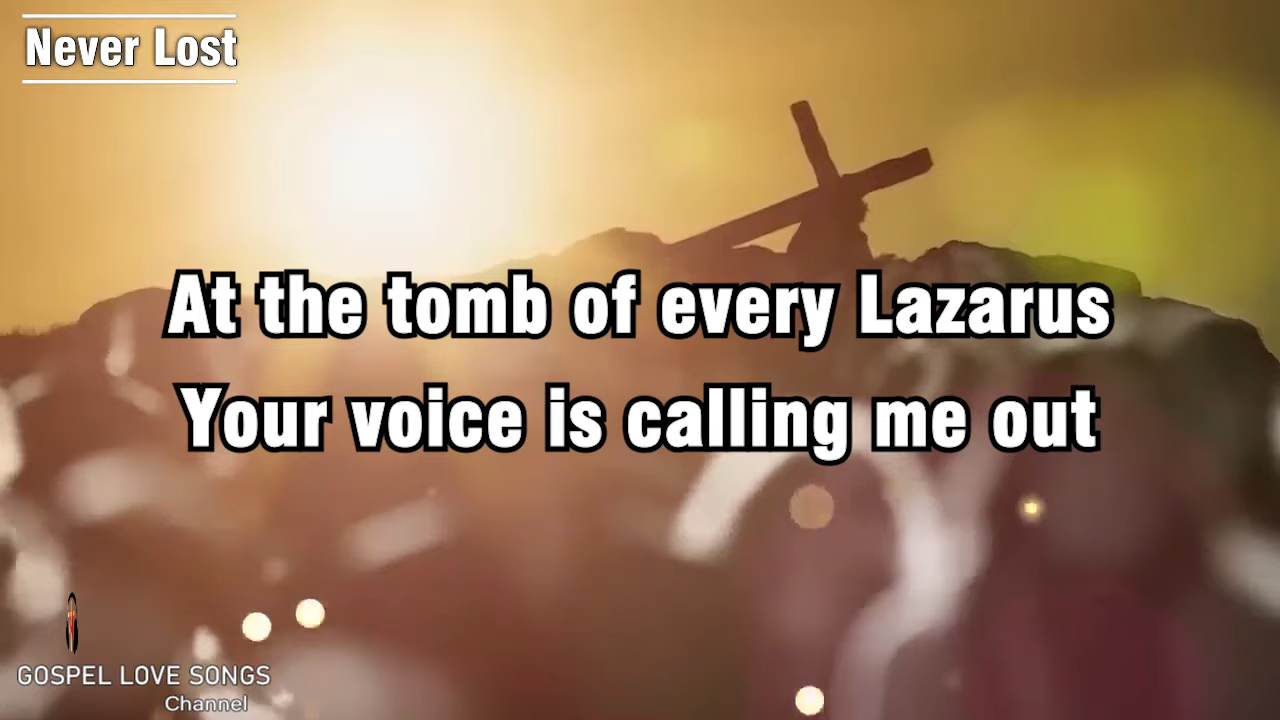 Never Lost
At the tomb of every Lazarus
Your voice is calling me out
GOSPEL LOVE SONGS
Channel